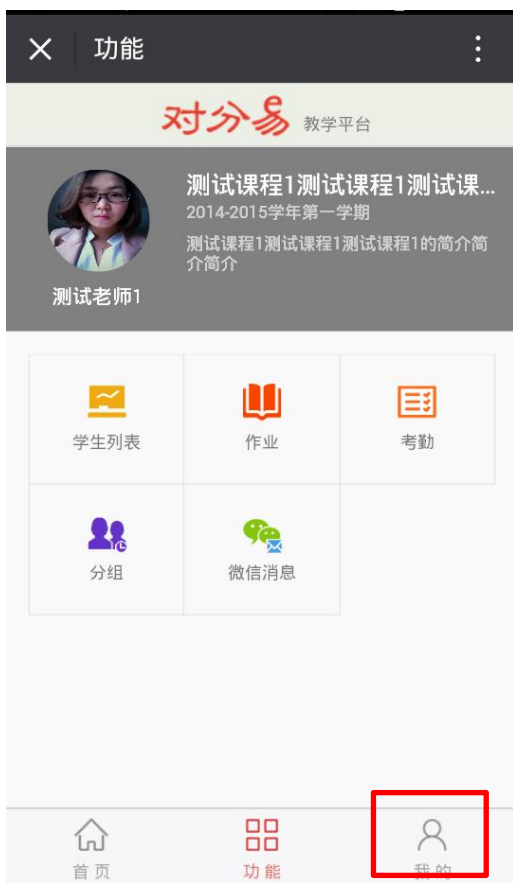 功能
对分易 教学平台
测试课程1测试课程1测试课...
2014-2015学年第一学期
测试课程1测试课程1测试课程1的简介简
介简介
测试老师1
学生列表 作业 考勤
分组 微信消息
首页 功能 我的